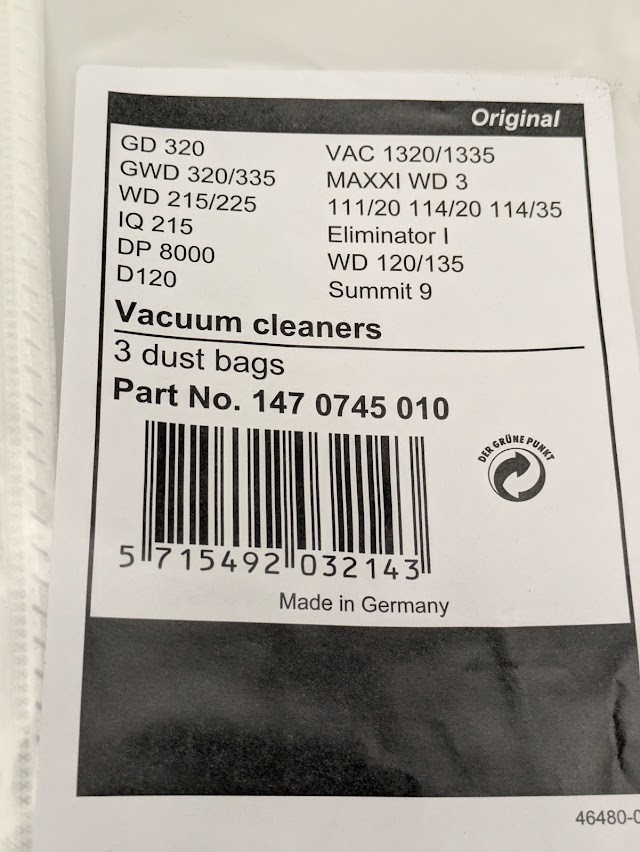 Original
GD 320
GWD 320/335
WD 215/225
IQ 215
DP 8000
D120
VAC 1320/1335
MAXXI WD 3
111/20 114/20 114/35
Eliminator I
WD 120/135
Summit 9
Vacuum cleaners
3 dust bags
Part No. 147 0745 010
DER GRÜNE PUNKT
5 715492 032143
Made in Germany
46480-0